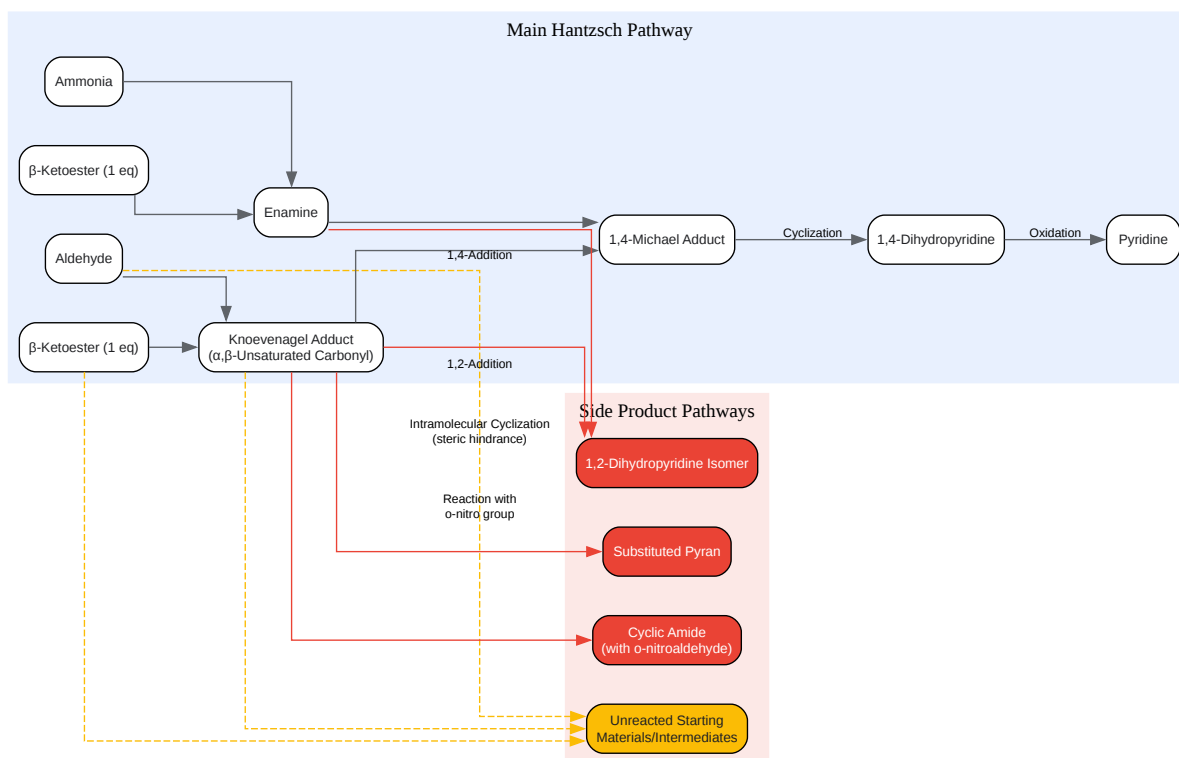 Main Hantzsch Pathway
Ammonia
β-Ketoester (1 eq)
Enamine
Aldehyde
1,4-Addition
1,4-Michael Adduct
Cyclization
1,4-Dihydropyridine
Oxidation
Pyridine
β-Ketoester (1 eq)
Knoevenagel Adduct
(α,β-Unsaturated Carbonyl)
1,2-Addition
Side Product Pathways
Intramolecular Cyclization
(steric hindrance)
1,2-Dihydropyridine Isomer
Reaction with
o-nitro group
Substituted Pyran
Cyclic Amide
(with o-nitroaldehyde)
Unreacted Starting
Materials/Intermediates